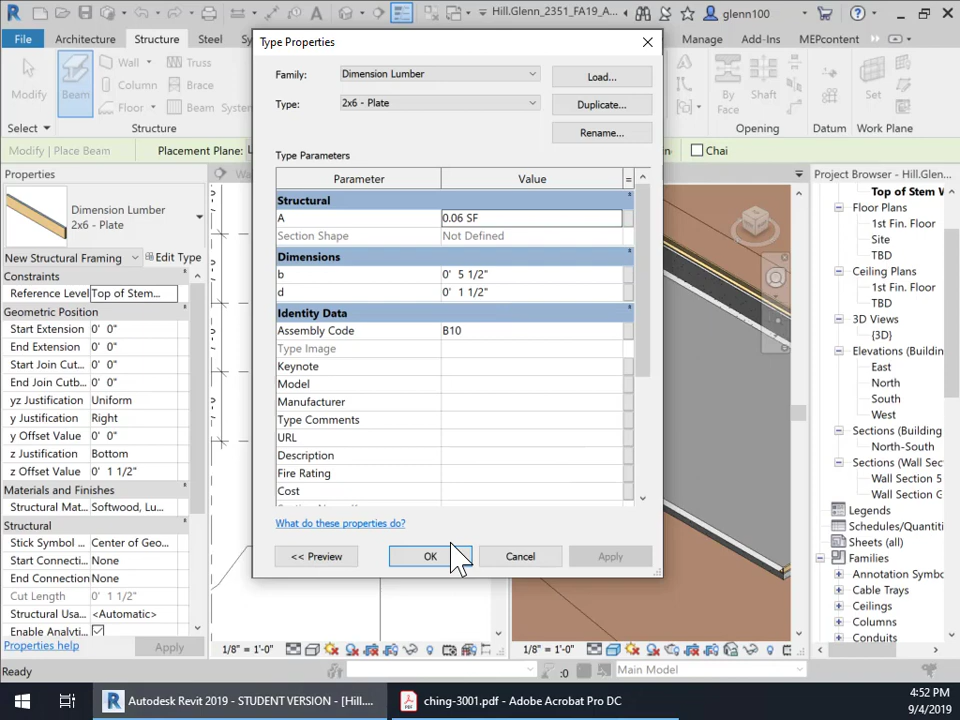 Hill.Glenn_2351_FA19_A...
glenn100
File
Architecture
Structure
Steel
Manage
Add-Ins
MEPcontent
Type Properties
Family:
Dimension Lumber
Load...
Type:
2x6 - Plate
Duplicate...
Rename...
Modify
Beam
Wall
Truss
Column
Brace
Floor
Beam
Select
Structure
By
Face
Shaft
Set
Opening
Datum
Work Plane
Modify | Place Beam
Placement Plane:
Chai
Type Parameters
Parameter
Value
=
Structural
A
0.06 SF
Section Shape
Not Defined
Dimensions
b
0' 5 1/2"
d
0' 1 1/2"
Identity Data
Assembly Code
B10
Type Image
Keynote
Model
Manufacturer
Type Comments
URL
Description
Fire Rating
Cost
What do these properties do?
<< Preview
OK
Cancel
Apply
Properties
Dimension Lumber
2x6 - Plate
New Structural Framing
Edit Type
Constraints
Reference Level
Top of Stem...
Geometric Position
Start Extension
0' 0"
End Extension
0' 0"
Start Join Cut...
0' 0"
End Join Cutb...
0' 0"
yz Justification
Uniform
y Justification
Right
y Offset Value
0' 0"
z Justification
Bottom
z Offset Value
0' 1 1/2"
Materials and Finishes
Structural Mat...
Softwood, Lu...
Structural
Stick Symbol ...
Center of Geo...
Start Connecti...
None
End Connection
None
Cut Length
0' 1 1/2"
Structural Usa...
<Automatic>
Enable Analyti...
Properties help
Apply
Project Browser - Hill.Glen...
Top of Stem W
Floor Plans
1st Fin. Floor
Site
TBD
Ceiling Plans
1st Fin. Floor
TBD
3D Views
{3D}
Elevations (Building
East
North
South
West
Sections (Building
North-South
Sections (Wall Sec
Wall Section 5
Wall Section G
Legends
Schedules/Quantiti
Sheets (all)
Families
Annotation Symbo
Cable Trays
Ceilings
Columns
Conduits
1/8" = 1'-0"
1/8" = 1'-0"
Ready
:0
Main Model
Autodesk Revit 2019 - STUDENT VERSION - [Hill....
ching-3001.pdf - Adobe Acrobat Pro DC
4:52 PM
9/4/2019